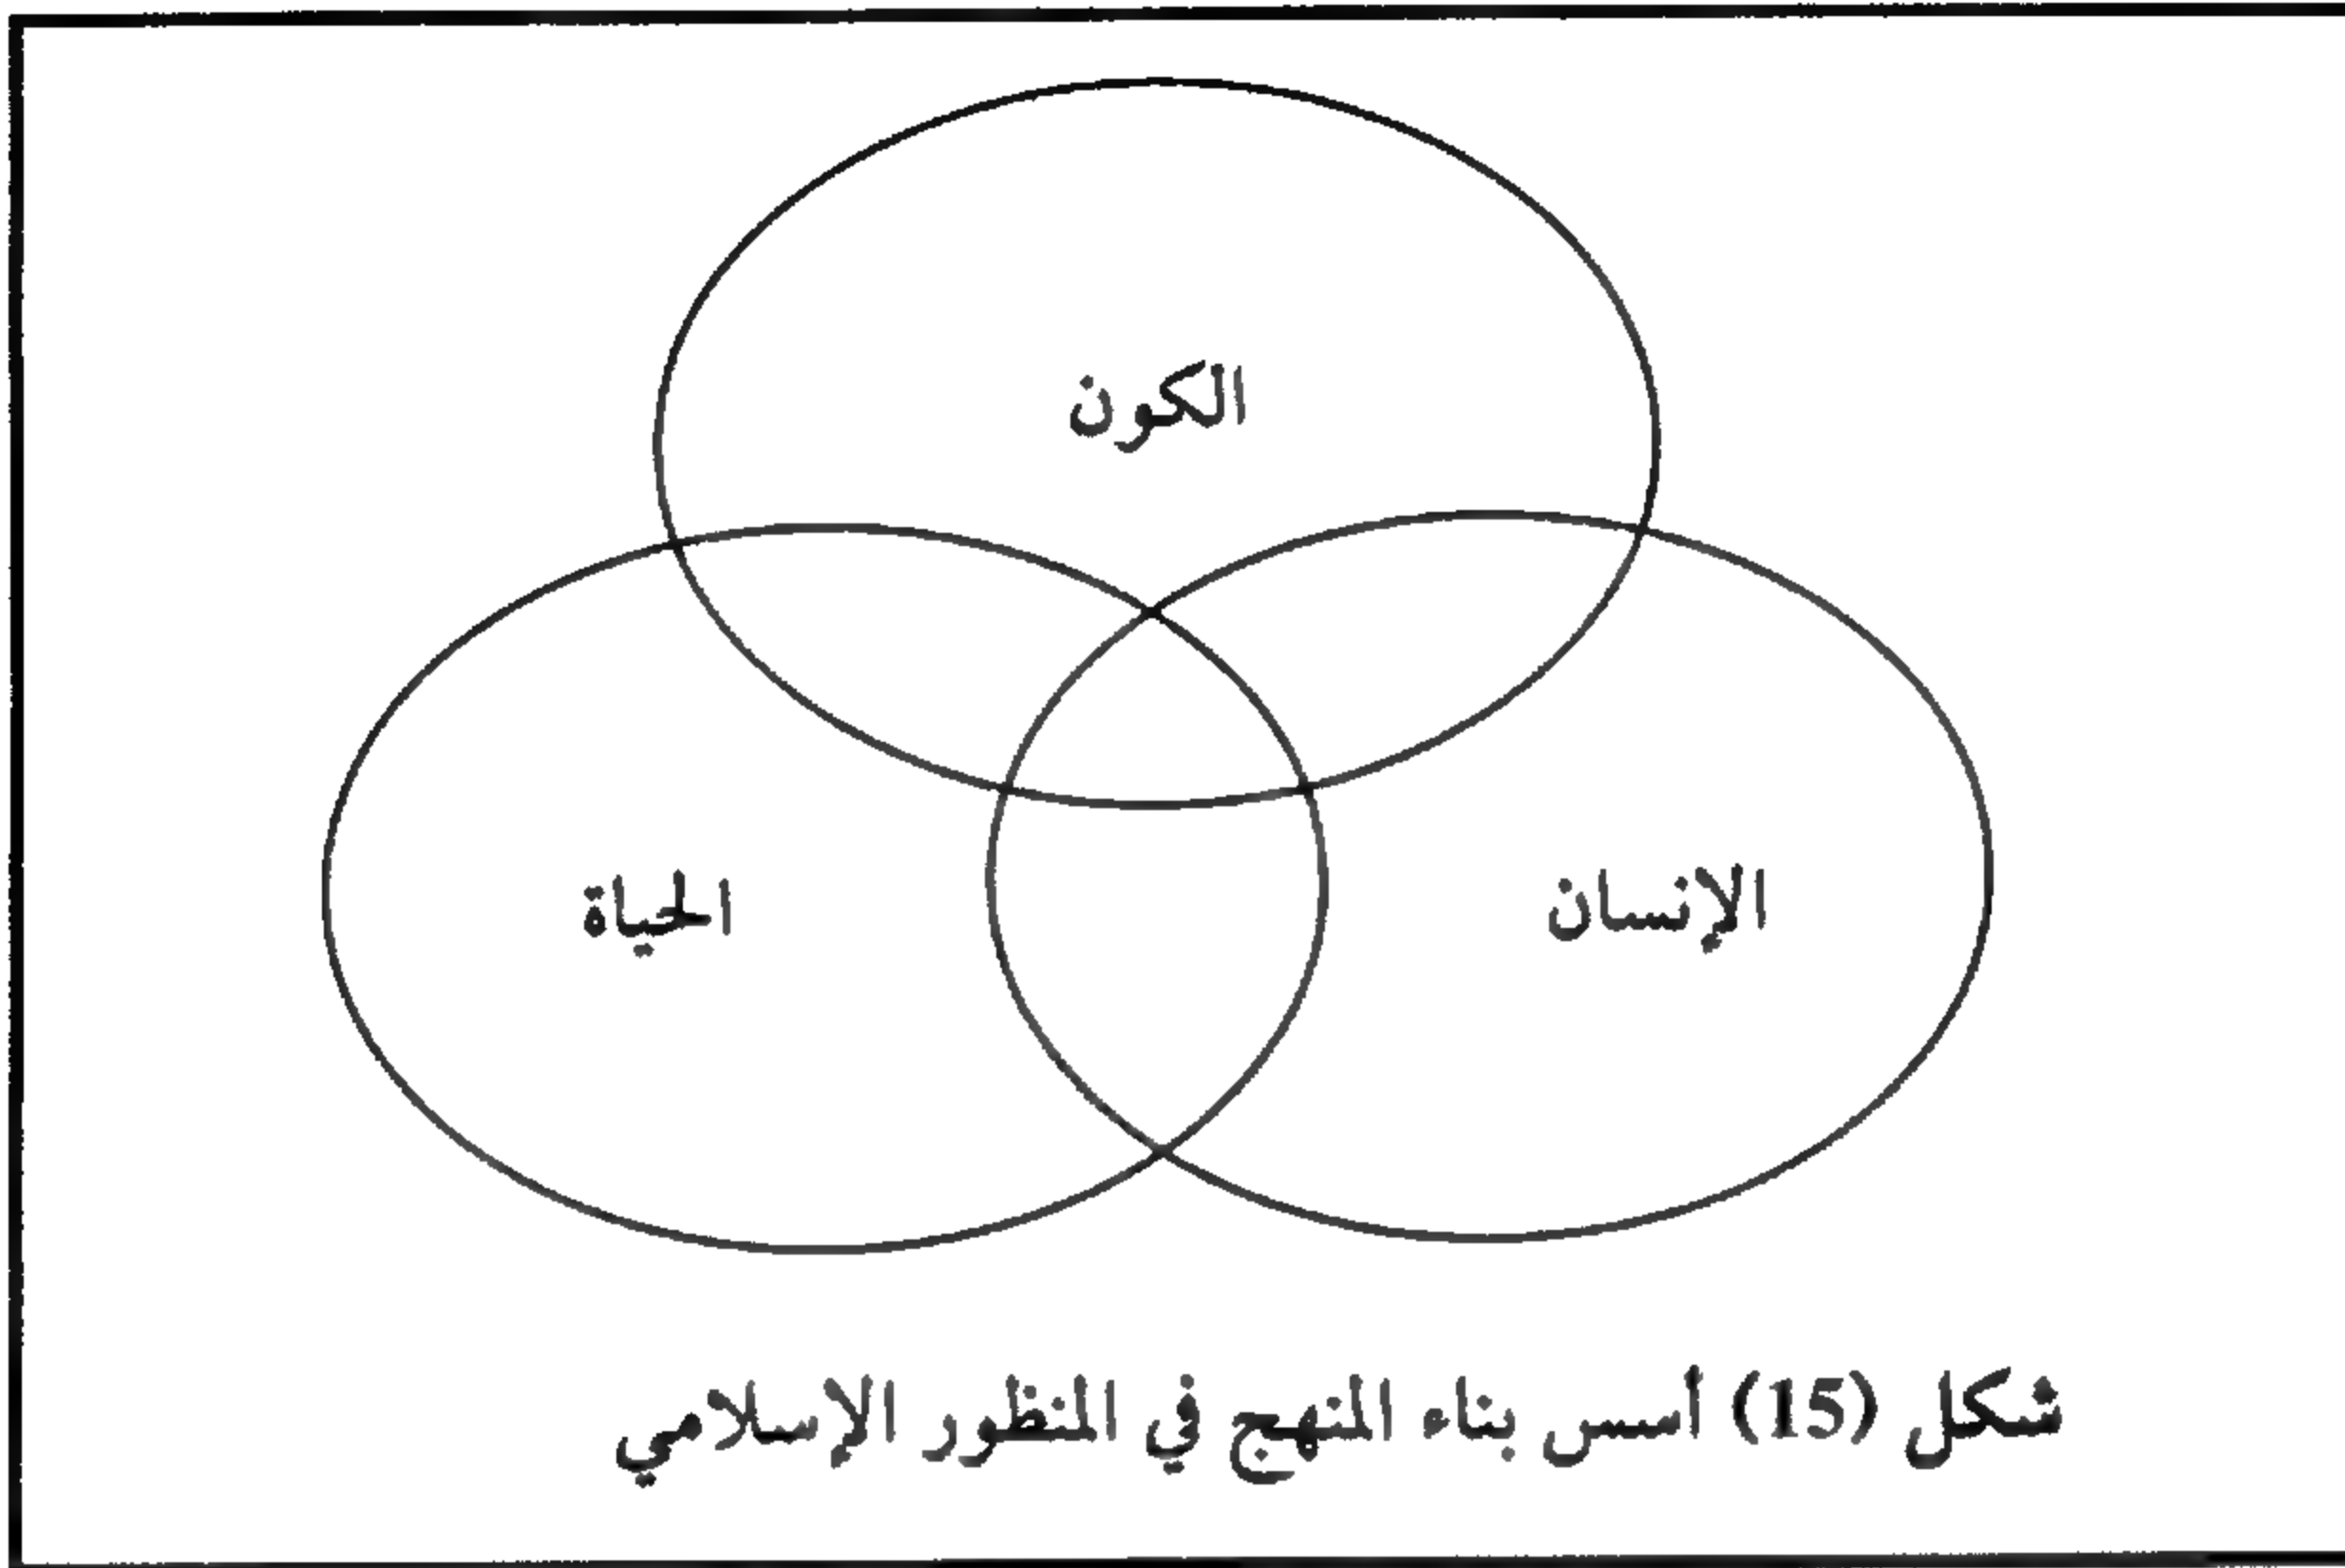 الكون
الإنسان
الحياة
شكل (15) أسس بناء المنهج في المنظور الإسلامي